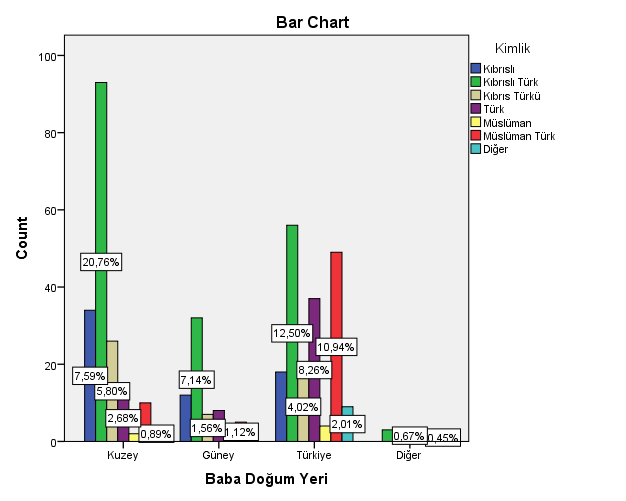 Bar Chart
Kimlik
Kıbrıslı
Kıbrıslı Türk
Kıbrıs Türkü
Türk
Müslüman
Müslüman Türk
Diğer
Count
100
80
60
40
20
0
20,76%
7,59%
5,80%
2,68%
0,89%
7,14%
1,56%
1,12%
12,50%
10,94%
8,26%
4,02%
2,01%
0,67%
0,45%
Kuzey
Güney
Türkiye
Diğer
Baba Doğum Yeri